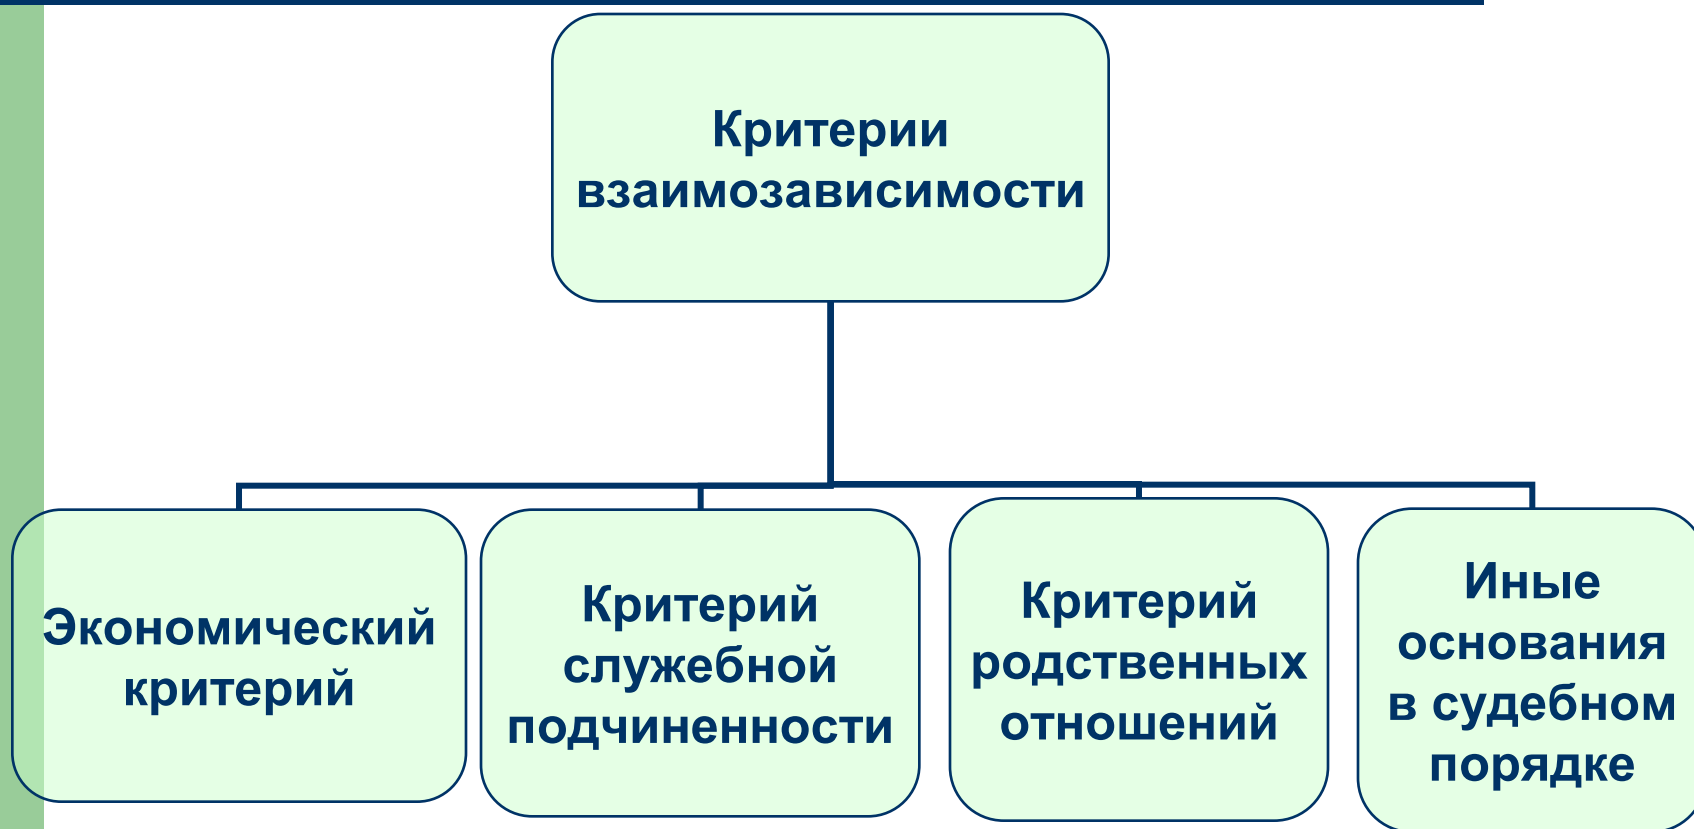 Критерии
взаимозависимости
Экономический
критерий
Критерий
служебной
подчиненности
Критерий
родственных
отношений
Иные
основания
в судебном
порядке